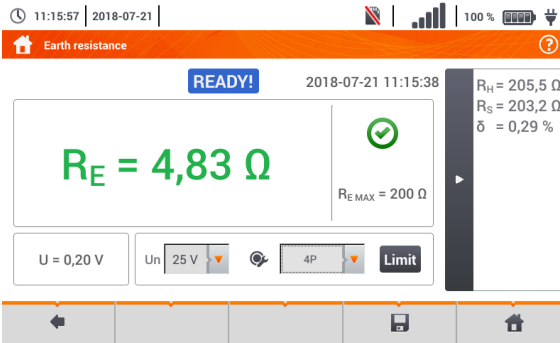 11:15:57 2018-07-21 100 %
Earth resistance ?
READY! 2018-07-21 11:15:38
RE = 4,83 Ω
RE MAX = 200 Ω
RH = 205,5 Ω
RS = 203,2 Ω
δ = 0,29 %
U = 0,20 V
Un 25 V 4P Limit